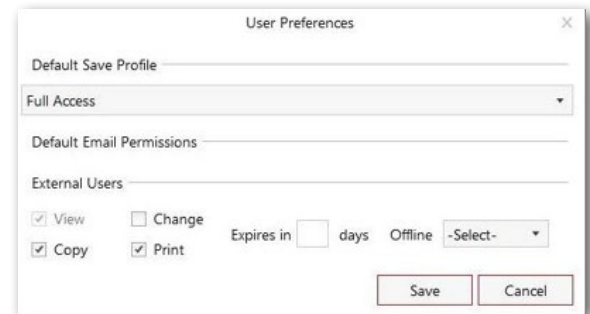 User Preferences
Default Save Profile
Full Access
Default Email Permissions
External Users
View Change
Expires in days Offline -Select-
Copy Print
Save Cancel